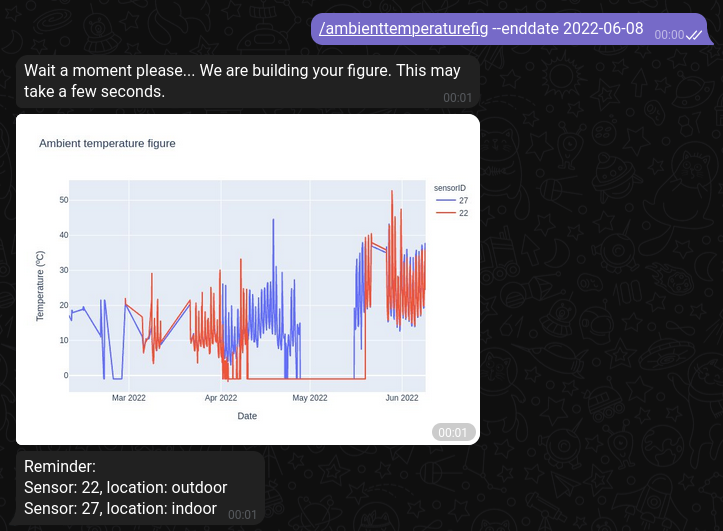 /ambienttemperaturefig --enddate 2022-06-08 00:00
Wait a moment please... We are building your figure. This may
take a few seconds.
00:01
Ambient temperature figure
sensorID
27
22
50
40
30
20
10
0
Temperature (ºC)
Mar 2022 Apr 2022 May 2022 Jun 2022
Date
00:01
Reminder:
Sensor: 22, location: outdoor
Sensor: 27, location: indoor 00:01